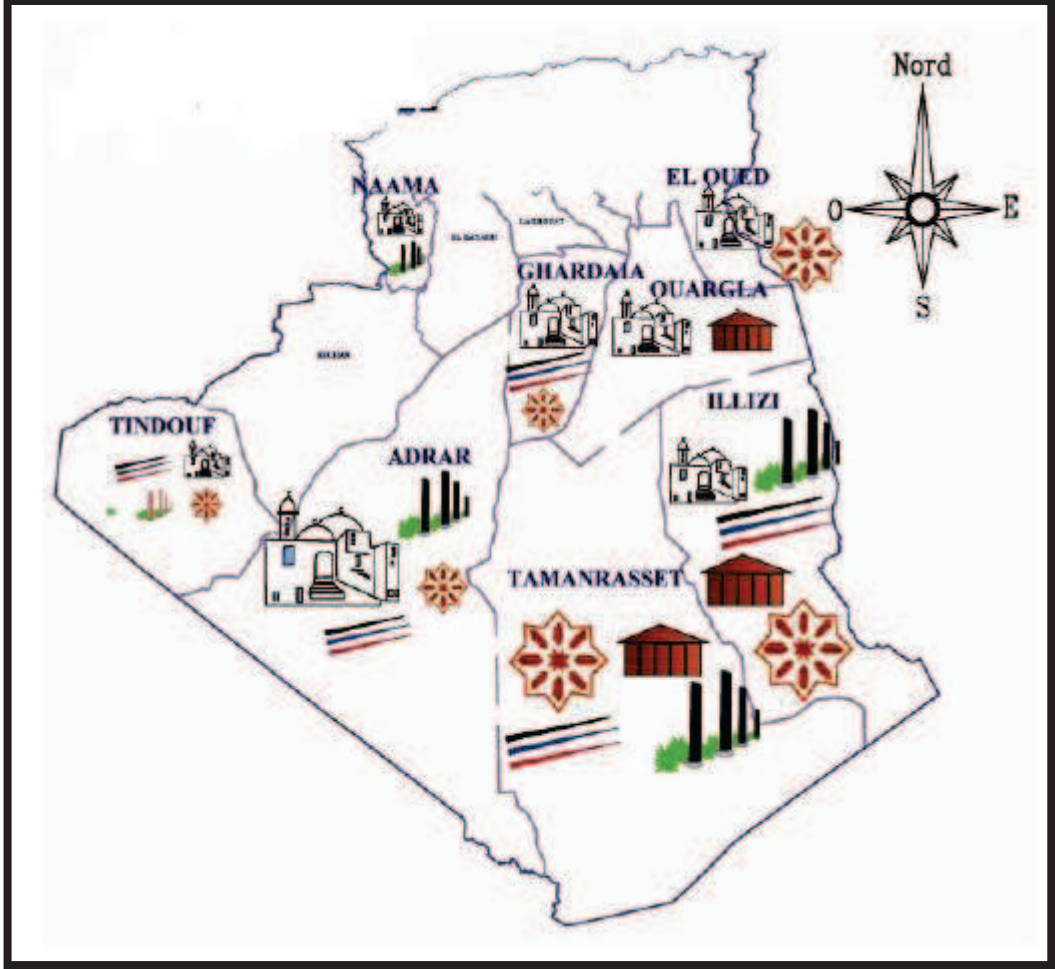 Nord
NAAMA
EL OUED
O
E
GHARDAIA
OUARGLA
S
ILLIZI
TINDOUF
ADRAR
TAMANRASSET